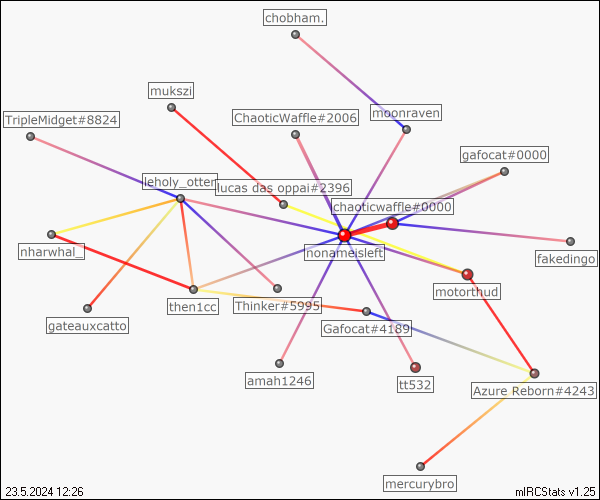 chobham.
mukszi
TripleMidget#8824
ChaoticWaffle#2006
moonraven
gafocat#0000
leholy_otter
lucas das oppai#2396
chaoticwaffle#0000
nharwhal_
nonameisleft
fakedingo
then1cc
Thinker#5995
motorthud
gateauxcatto
Gafocat#4189
amah1246
tt532
Azure Reborn#4243
mercurybro
23.5.2024 12:26
mIRCStats v1.25